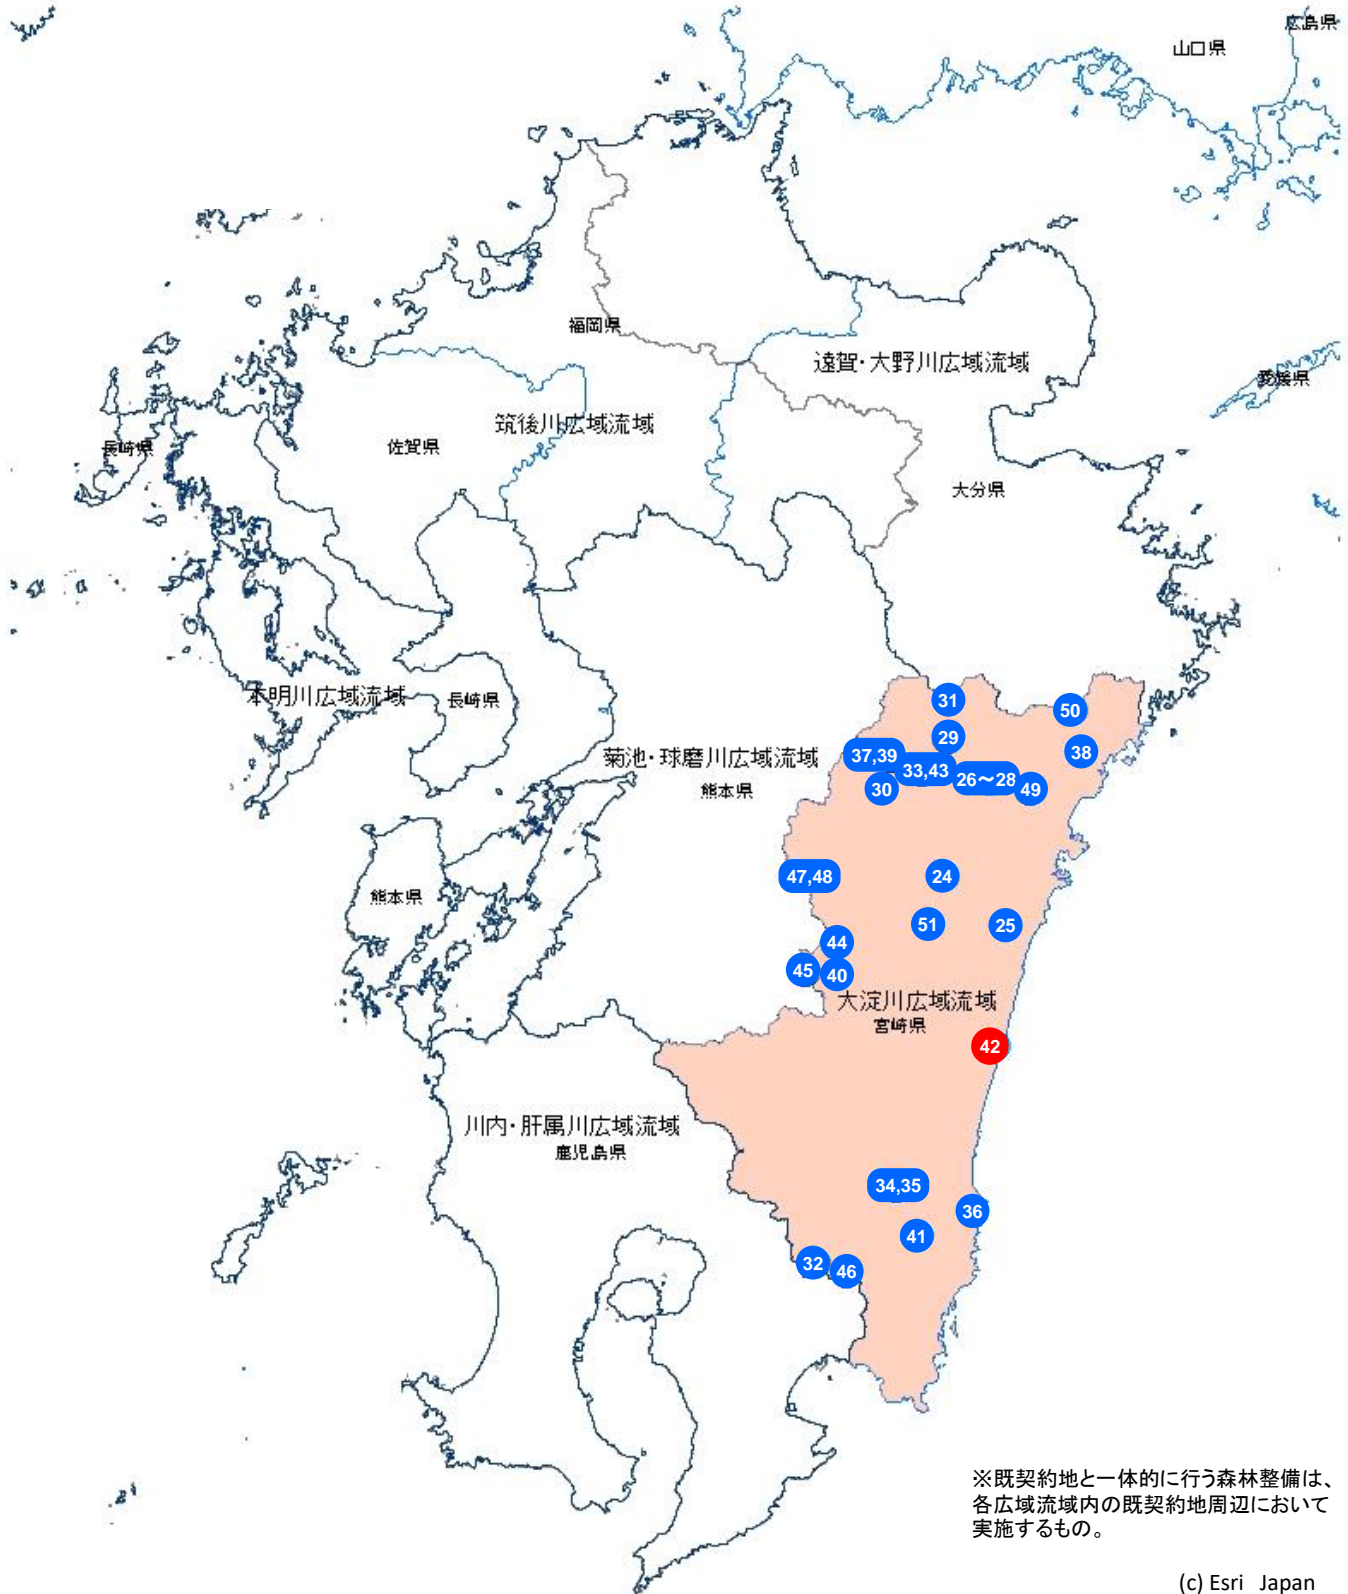 広島県
山口県
福岡県
遠賀・大野川広域流域
愛媛県
筑後川広域流域
佐賀県
長崎県
大分県
本明川広域流域
長崎県
31
50
29
38
37,39
菊池・球磨川広域流域
33,43
26～28
49
30
熊本県
47,48
24
熊本県
51
25
44
45
40
大淀川広域流域
宮崎県
42
川内・肝属川広域流域
鹿児島県
34,35
36
41
32
46
※既契約地と一体的に行う森林整備は、
各広域流域内の既契約地周辺において
実施するもの。
(c) Esri Japan